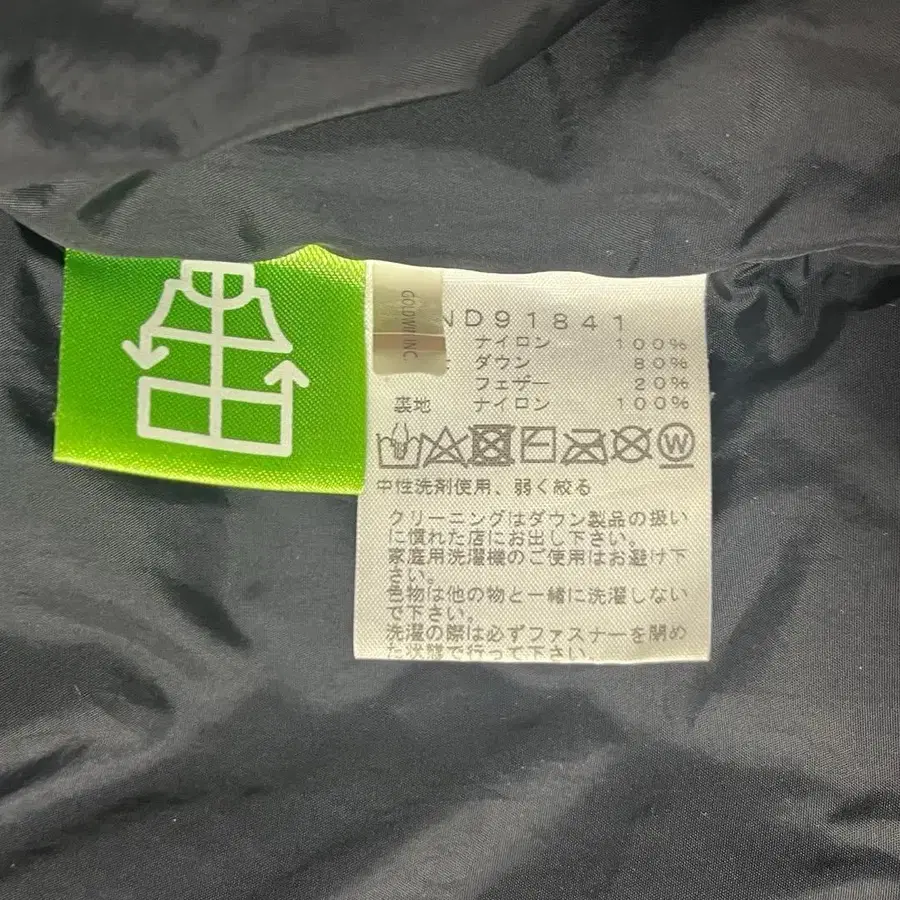 GOLDWIN INC
ND91841
ナイロン 100%
ダウン 80%
フェザー 20%
裏地 ナイロン 100%
W
中性洗剤使用、弱く絞る
クリーニングはダウン製品の扱い
に慣れた店にお出し下さい。
家庭用洗濯機のご使用はお避け下
さい。
色物は他の物と一緒に洗濯しない
で下さい。
洗濯の際は必ずファスナーを閉め
た状態で行って下さい。